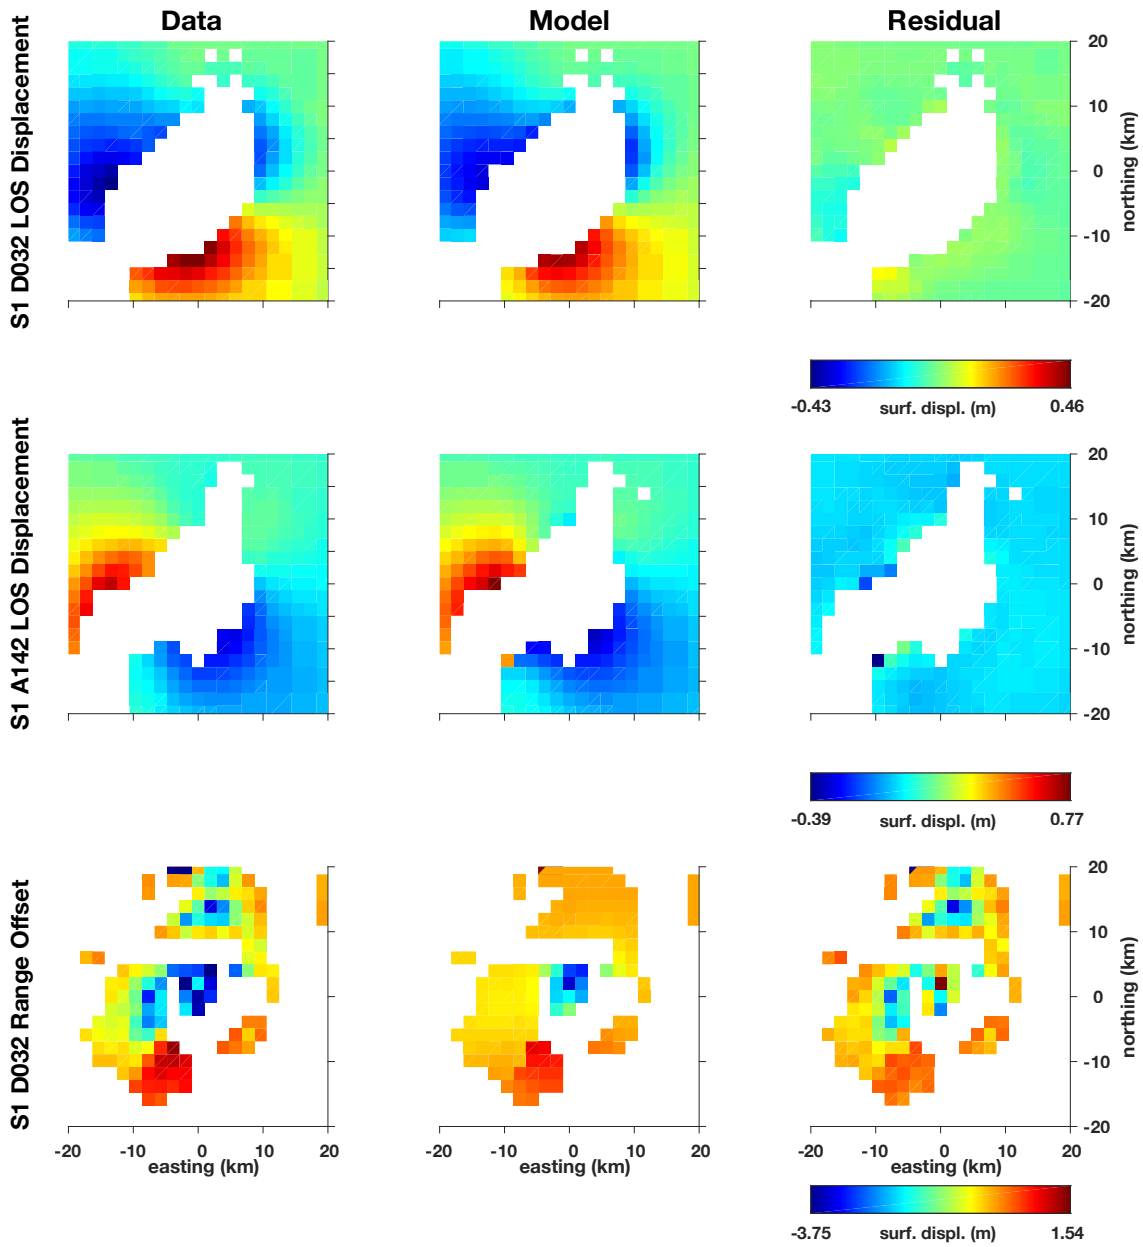 Data
Model
Residual
S1 D032 LOS Displacement
20
10
0
-10
-20
northing (km)
-0.43
surf. displ. (m)
0.46
S1 A142 LOS Displacement
20
10
0
-10
-20
northing (km)
-0.39
surf. displ. (m)
0.77
S1 D032 Range Offset
20
10
0
-10
-20
northing (km)
-20 -10 0 10 20
easting (km)
-20 -10 0 10 20
easting (km)
-20 -10 0 10 20
easting (km)
-3.75
surf. displ. (m)
1.54